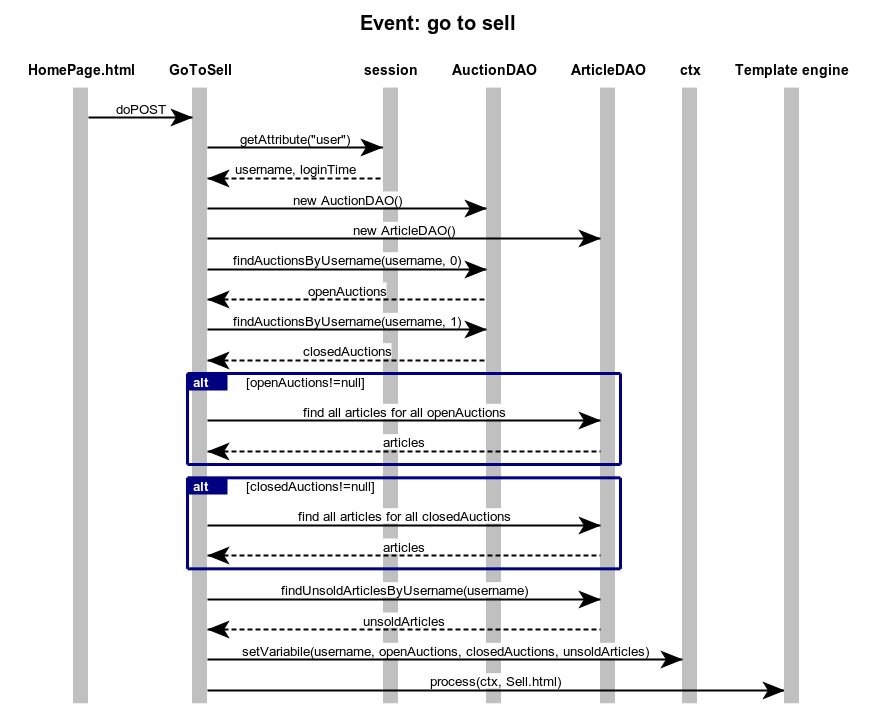 Event: go to sell
HomePage.html GoToSell session AuctionDAO ArticleDAO ctx Template engine
doPOST
getAttribute("user")
username, loginTime
new AuctionDAO()
new ArticleDAO()
findAuctionsByUsername(username, 0)
openAuctions
findAuctionsByUsername(username, 1)
closedAuctions
alt [openAuctions!=null]
find all articles for all openAuctions
articles
alt [closedAuctions!=null]
find all articles for all closedAuctions
articles
findUnsoldArticlesByUsername(username)
unsoldArticles
setVariabile(username, openAuctions, closedAuctions, unsoldArticles)
process(ctx, Sell.html)